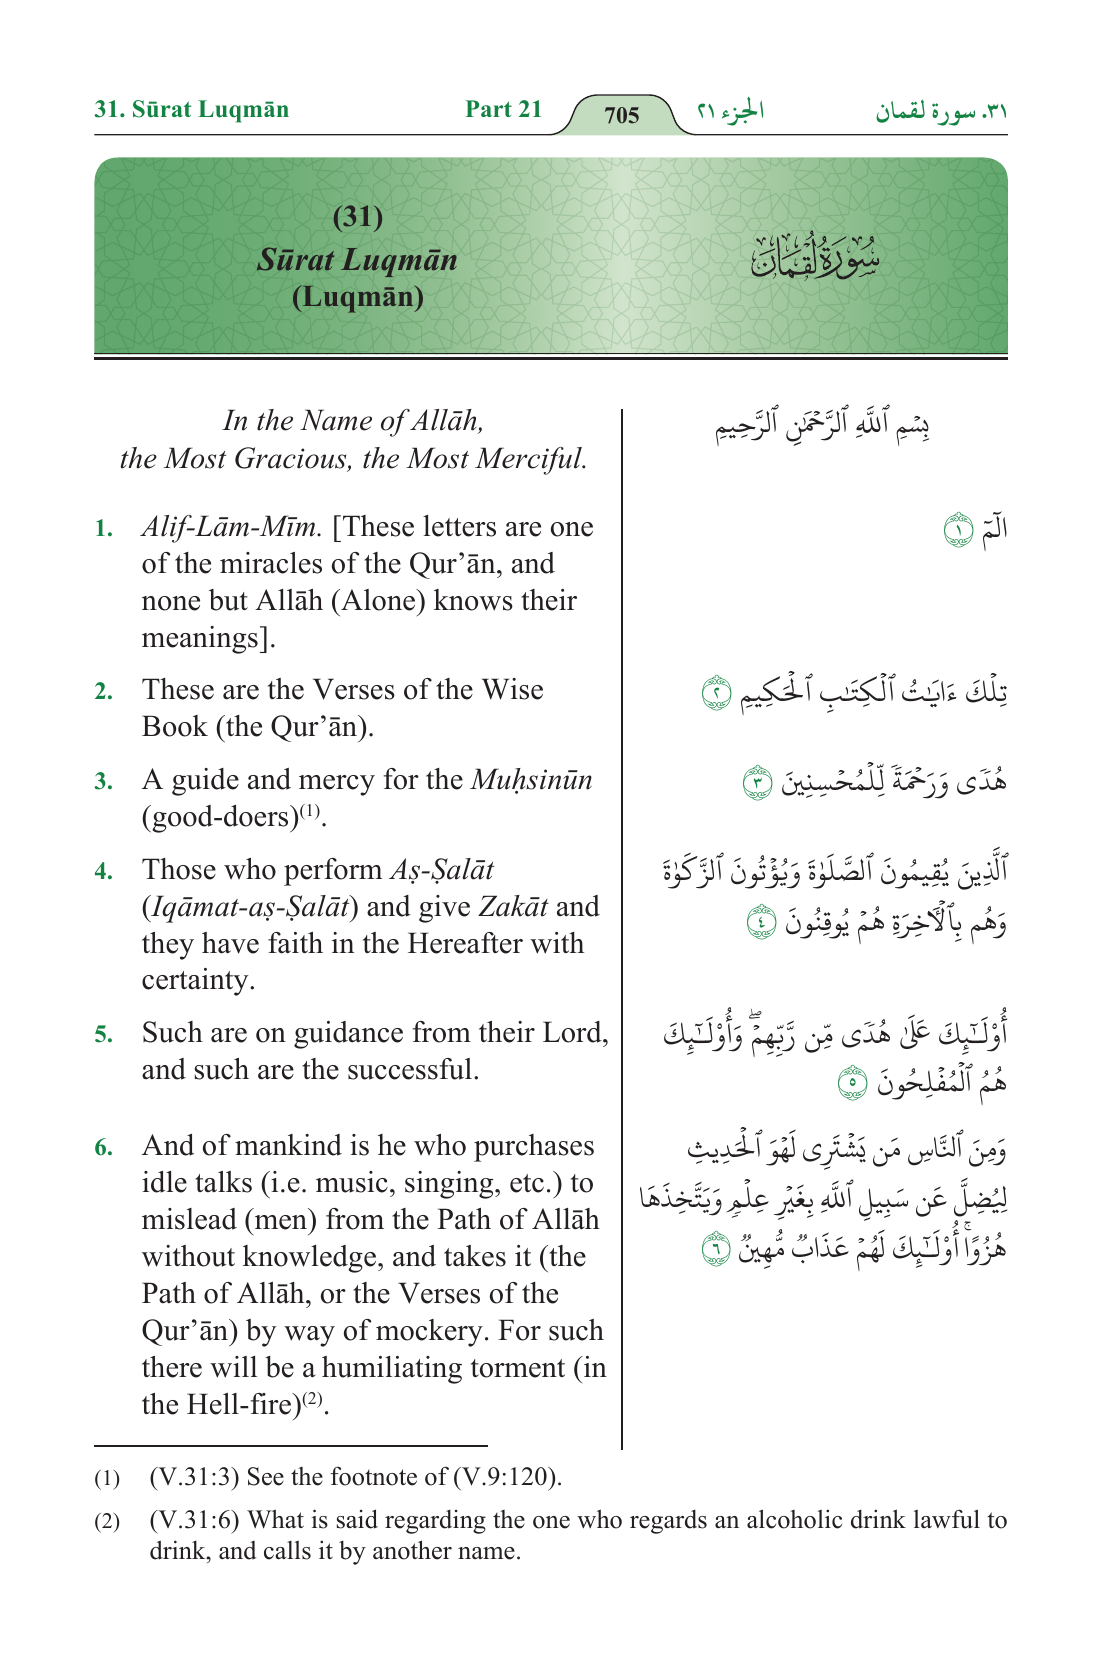 31. Sūrat Luqmān Part 21 705 الجزء ٢١ ٣١. سورة لقمان
(31)
Sūrat Luqmān
(Luqmān)
سُورَةُ لُقْمَانَ
In the Name of Allāh,
the Most Gracious, the Most Merciful.
بِسۡمِ ٱللَّهِ ٱلرَّحۡمَٰنِ ٱلرَّحِيمِ
1. Alif-Lām-Mīm. [These letters are one
of the miracles of the Qur’ān, and
none but Allāh (Alone) knows their
meanings].
الٓمٓ ١
2. These are the Verses of the Wise
Book (the Qur’ān).
تِلۡكَ ءَايَٰتُ ٱلۡكِتَٰبِ ٱلۡحَكِيمِ ٢
3. A guide and mercy for the Muḥsinūn
(good-doers)(1).
هُدٗى وَرَحۡمَةٗ لِّلۡمُحۡسِنِينَ ٣
4. Those who perform Aṣ-Ṣalāt
(Iqāmat-aṣ-Ṣalāt) and give Zakāt and
they have faith in the Hereafter with
certainty.
ٱلَّذِينَ يُقِيمُونَ ٱلصَّلَوٰةَ وَيُؤۡتُونَ ٱلزَّكَوٰةَ
وَهُم بِٱلۡأٓخِرَةِ هُمۡ يُوقِنُونَ ٤
5. Such are on guidance from their Lord,
and such are the successful.
أُوْلَٰٓئِكَ عَلَىٰ هُدٗى مِّن رَّبِّهِمۡۖ وَأُوْلَٰٓئِكَ
هُمُ ٱلۡمُفۡلِحُونَ ٥
6. And of mankind is he who purchases
idle talks (i.e. music, singing, etc.) to
mislead (men) from the Path of Allāh
without knowledge, and takes it (the
Path of Allāh, or the Verses of the
Qur’ān) by way of mockery. For such
there will be a humiliating torment (in
the Hell-fire)(2).
وَمِنَ ٱلنَّاسِ مَن يَشۡتَرِي لَهۡوَ ٱلۡحَدِيثِ
لِيُضِلَّ عَن سَبِيلِ ٱللَّهِ بِغَيۡرِ عِلۡمٖ وَيَتَّخِذَهَا
هُزُوًاۚ أُوْلَٰٓئِكَ لَهُمۡ عَذَابٞ مُّهِينٞ ٦
(1) (V.31:3) See the footnote of (V.9:120).
(2) (V.31:6) What is said regarding the one who regards an alcoholic drink lawful to
drink, and calls it by another name.